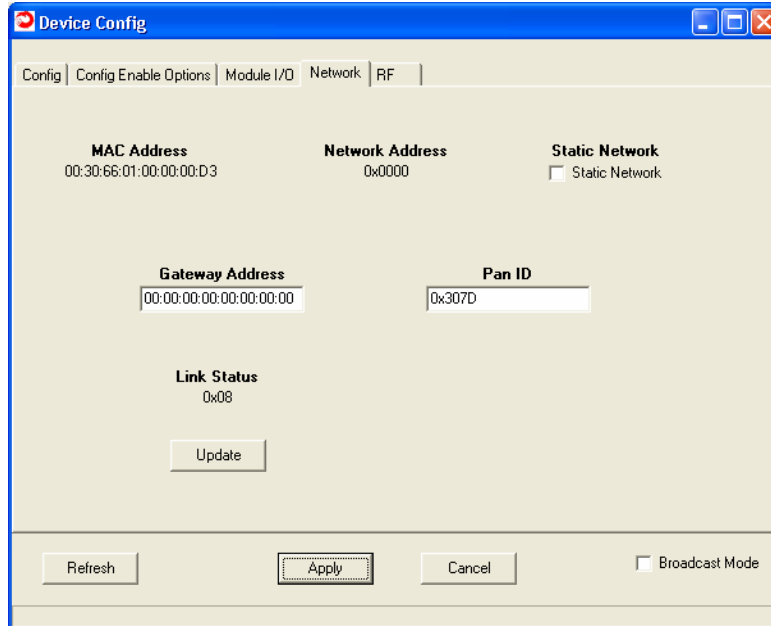 Device Config
Config Config Enable Options Module I/O Network RF
MAC Address Network Address Static Network
00:30:66:01:00:00:00:D3 0x0000 Static Network
Gateway Address Pan ID
00:00:00:00:00:00:00:00 0x307D
Link Status
0x08
Update
Refresh Apply Cancel Broadcast Mode